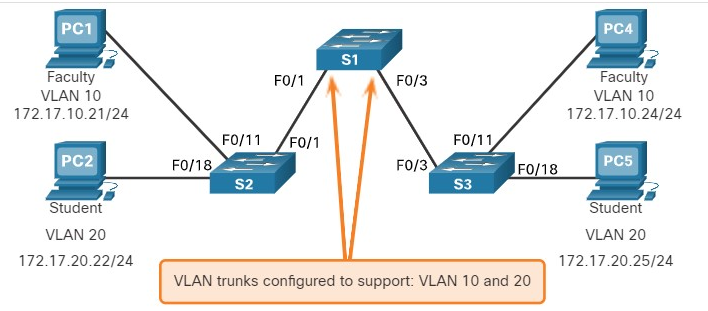 PC1
Faculty
VLAN 10
172.17.10.21/24
PC2
Student
VLAN 20
172.17.20.22/24
S1
F0/1
F0/3
F0/11
F0/1
F0/18
S2
F0/3
F0/11
F0/18
S3
PC4
Faculty
VLAN 10
172.17.10.24/24
PC5
Student
VLAN 20
172.17.20.25/24
VLAN trunks configured to support: VLAN 10 and 20